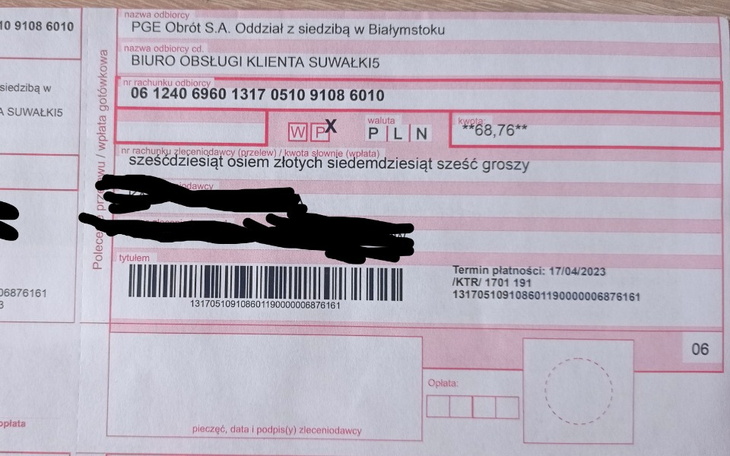 10 9108 6010
siedzibą w
A SUWAŁKI5
06876161
3
opłata
Polecenie przelewu / wpłata gotówkowa
nazwa odbiorcy
PGE Obrót S.A. Oddział z siedzibą w Białymstoku
nazwa odbiorcy cd.
BIURO OBSŁUGI KLIENTA SUWAŁKI5
nr rachunku odbiorcy
06 1240 6960 1317 0510 9108 6010
W P X
waluta
P L N
kwota
**68,76**
nr rachunku zleceniodawcy (przelew) / kwota słownie (wpłata)
sześćdziesiąt osiem złotych siedemdziesiąt sześć groszy
tytułem
131705109108601190000006876161
Termin płatności: 17/04/2023
/KTR/ 1701 191
1317051091086011900000006876161
06
Opłata:
pieczęć, data i podpis(y) zleceniodawcy